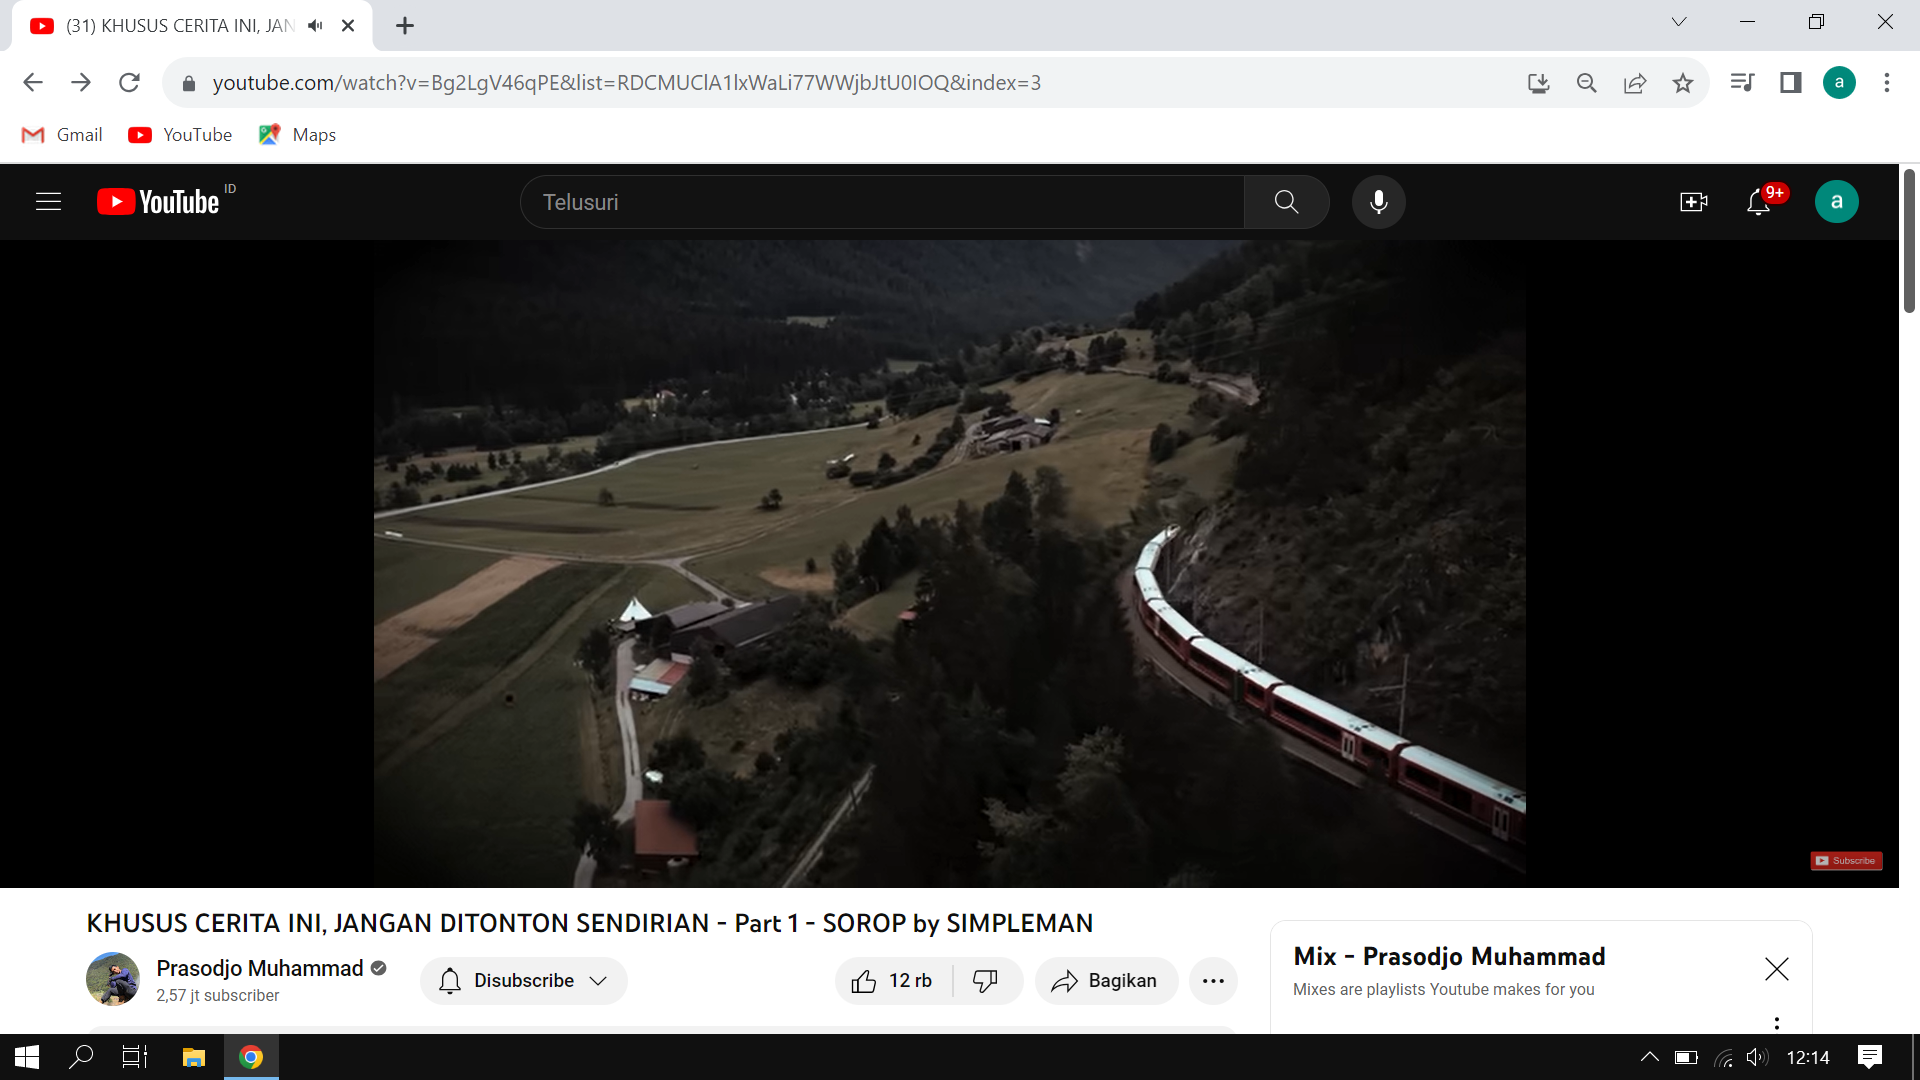 (31) KHUSUS CERITA INI, JAN
youtube.com/watch?v=Bg2LgV46qPE&list=RDCMUClA1lxWaLi77WWjbJtU0IOQ&index=3
a
Gmail
YouTube
Maps
YouTube ID
Telusuri
9+
a
Subscribe
KHUSUS CERITA INI, JANGAN DITONTON SENDIRIAN - Part 1 - SOROP by SIMPLEMAN
Prasodjo Muhammad
2,57 jt subscriber
Disubscribe
12 rb
Bagikan
Mix - Prasodjo Muhammad
Mixes are playlists Youtube makes for you
12:14